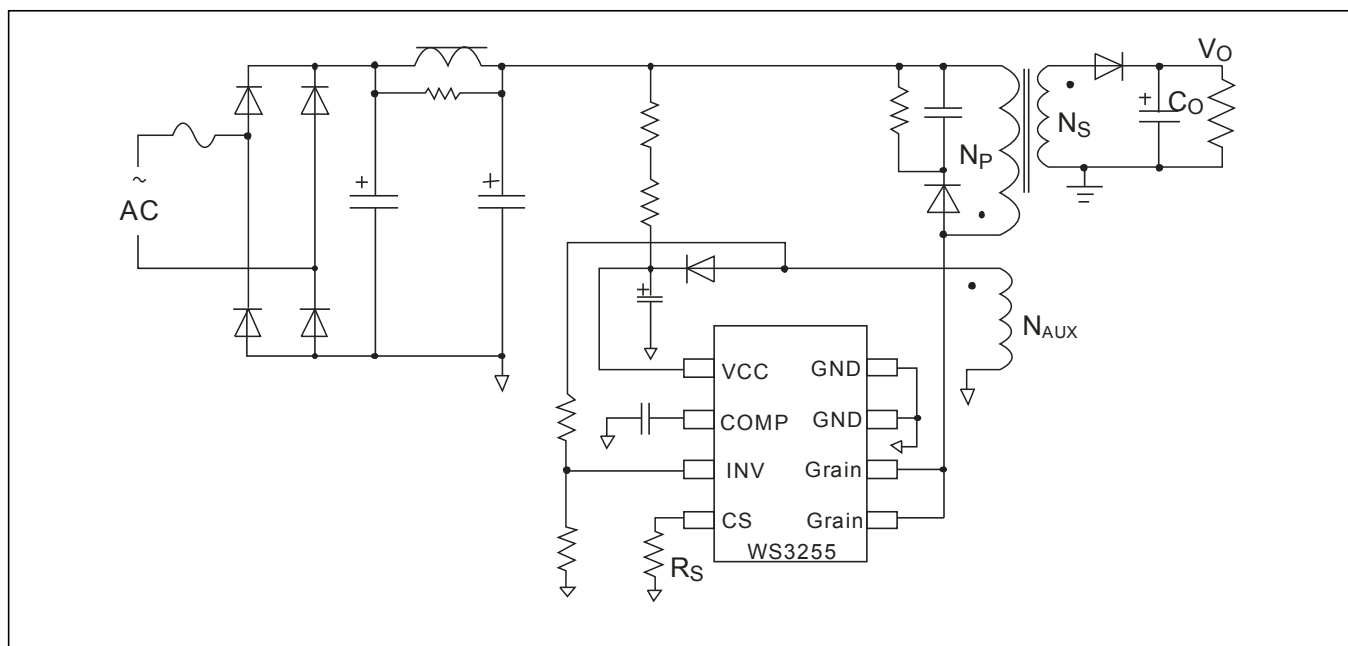 VO
+
CO
NS
NP
+
+
~
AC
+
NAUX
VCC
GND
COMP
GND
INV
Grain
CS
Grain
WS3255
RS